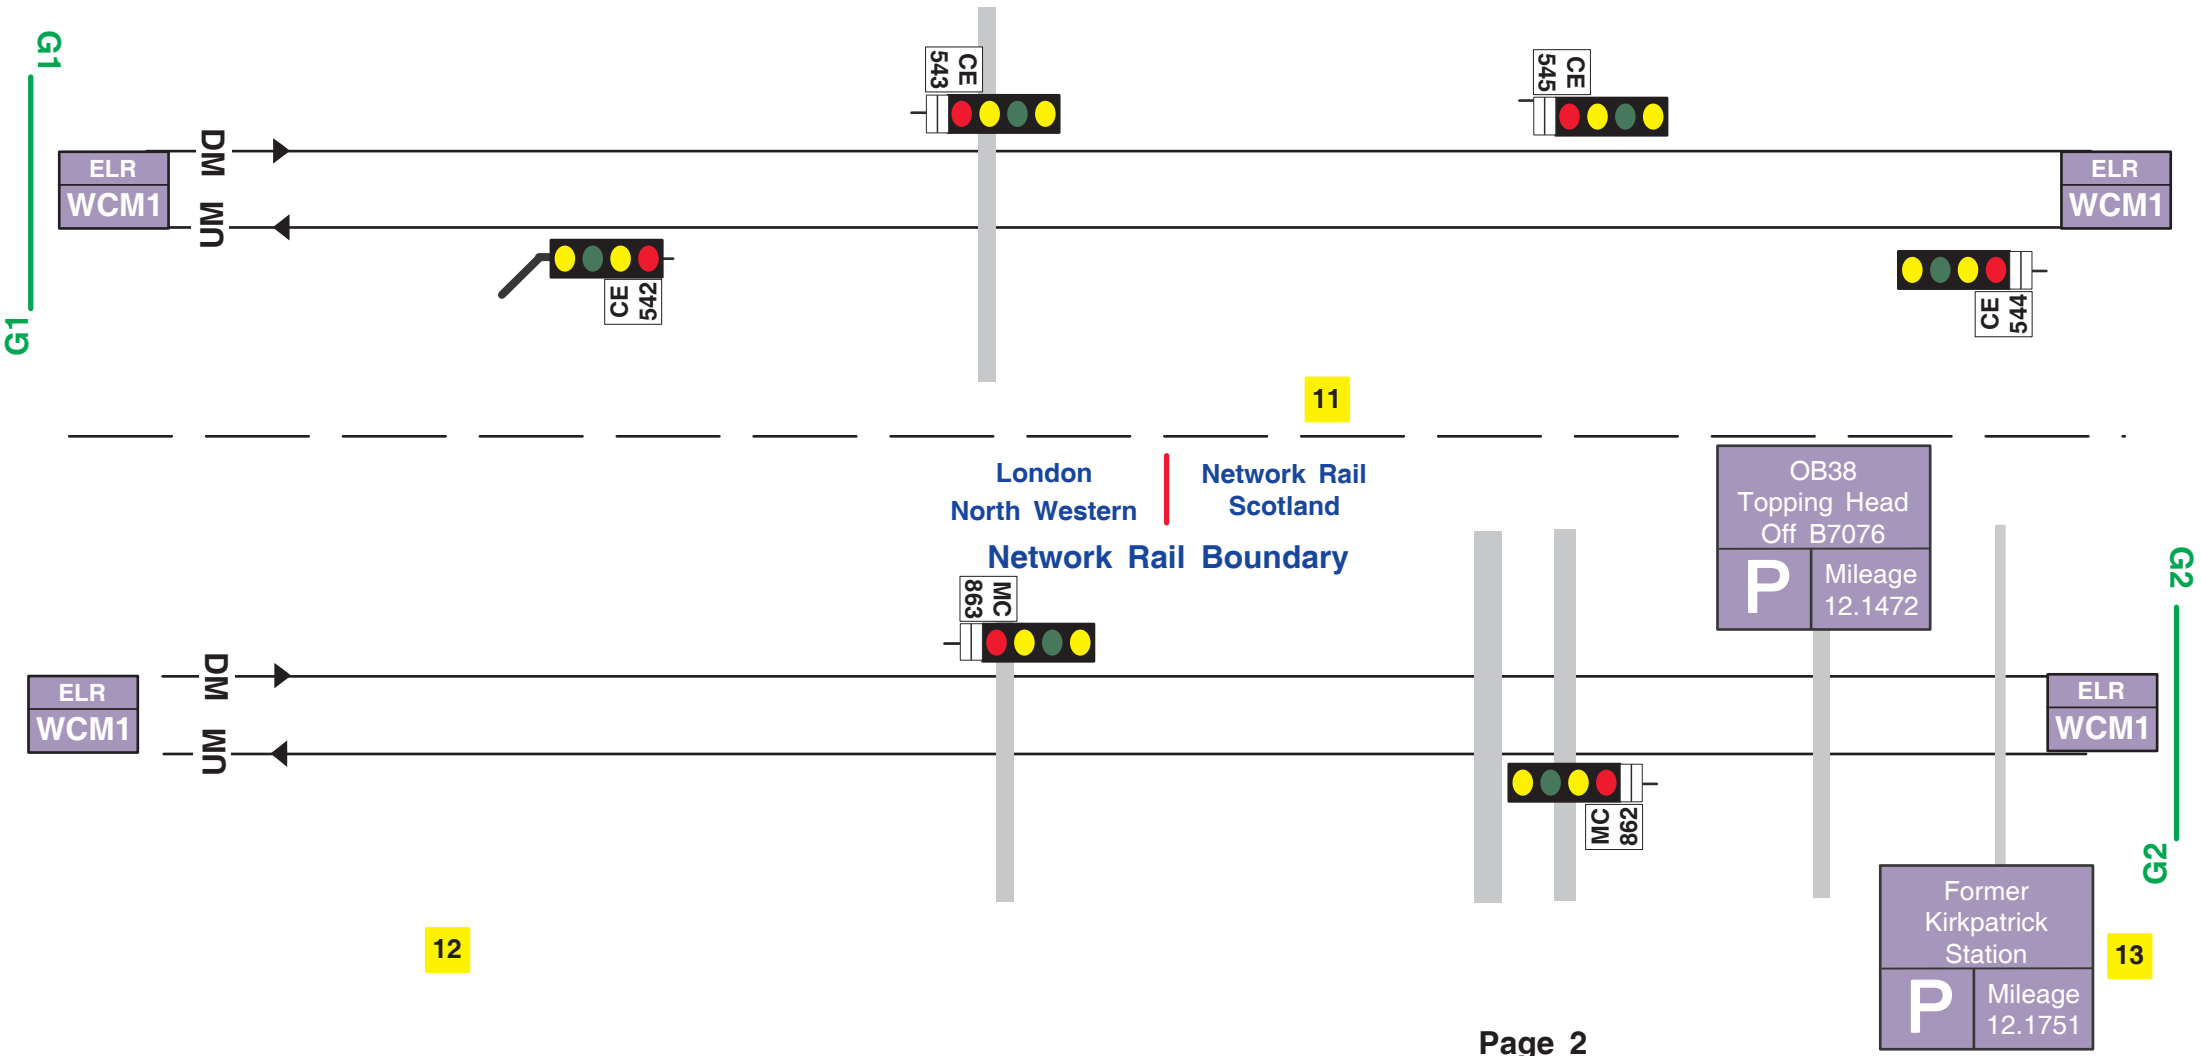 G1
G1
ELR
WCM1
DM
UM
CE
543
CE
545
ELR
WCM1
CE
542
CE
544
11
London
North Western
Network Rail
Scotland
Network Rail Boundary
OB38
Topping Head
Off B7076
P
Mileage
12.1472
G2
G2
MC
863
ELR
WCM1
DM
UM
ELR
WCM1
MC
862
12
Former
Kirkpatrick
Station
P
Mileage
12.1751
13
Page 2